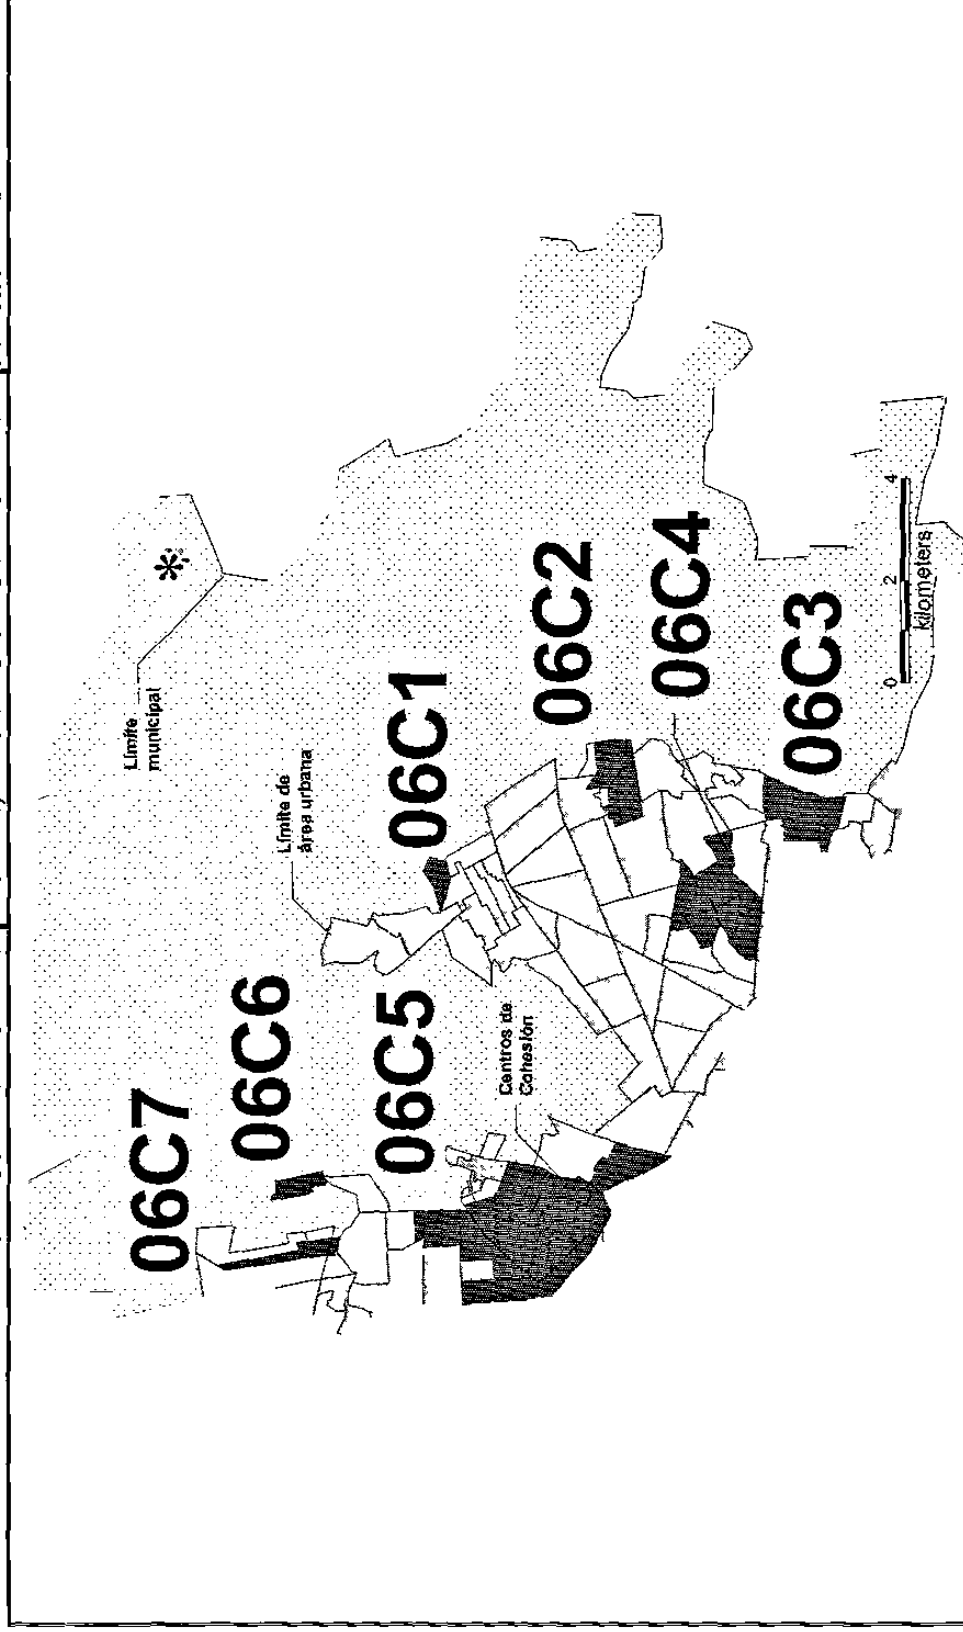 Límite
municipal
Límite de
área urbana
06C7
06C6
06C5
06C1
Centros de
Cohesión
06C2
06C4
06C3
0 2 4
kilometers